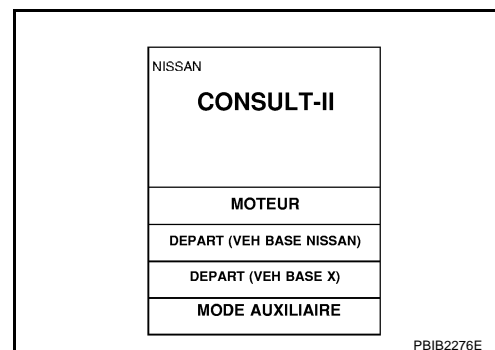 NISSAN
CONSULT-II
MOTEUR
DEPART (VEH BASE NISSAN)
DEPART (VEH BASE X)
MODE AUXILIAIRE
PBIB2276E